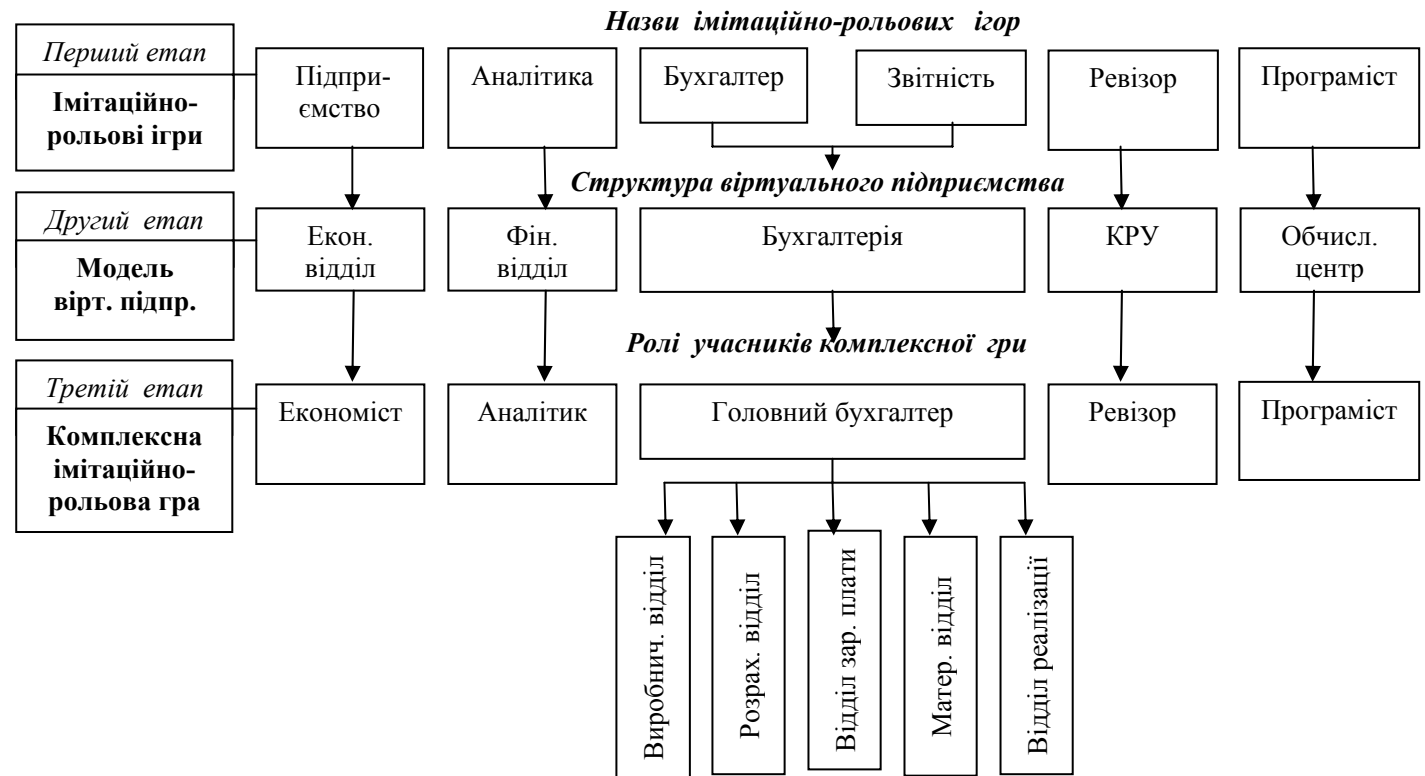 Назви імітаційно-рольових ігор
Перший етап
Імітаційно-
рольові ігри
Підпри-
ємство
Аналітика
Бухгалтер
Звітність
Ревізор
Програміст
Структура віртуального підприємства
Другий етап
Модель
вірт. підпр.
Екон.
відділ
Фін.
відділ
Бухгалтерія
КРУ
Обчисл.
центр
Ролі учасників комплексної гри
Третій етап
Комплексна
імітаційно-
рольова гра
Економіст
Аналітик
Головний бухгалтер
Ревізор
Програміст
Виробнич. відділ
Розрах. відділ
Відділ зар. плати
Матер. відділ
Відділ реалізації